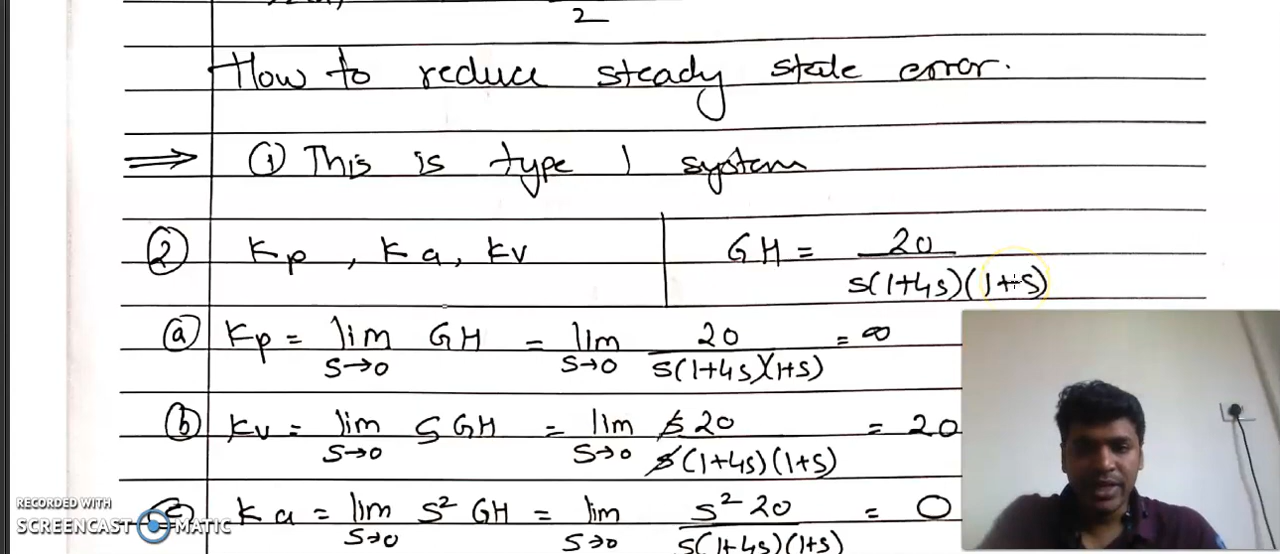 2
How to reduce steady state error.
⟹ ① This is type 1 system
② Kp, Ka, Kv | GH = 20 / s(1+4s)(1+s)
ⓐ Kp = lim s→0 GH = lim s→0 20 / s(1+4s)(1+s) = ∞
ⓑ Kv = lim s→0 S GH = lim s→0 s 20 / s(1+4s)(1+s) = 20
ⓒ Ka = lim s→0 s² GH = lim s→0 s² 20 / s(1+4s)(1+s) = 0
RECORDED WITH
SCREENCAST MATIC